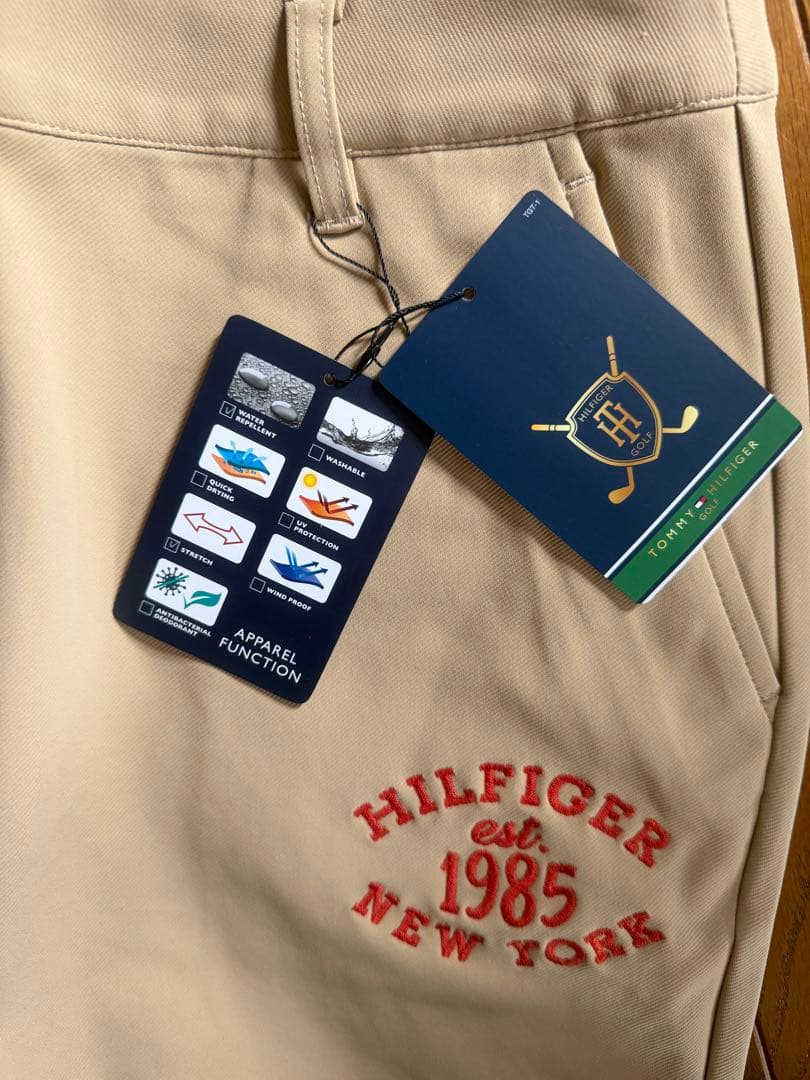 TGT-1
HILFIGER
TH
GOLF
TOMMY HILFIGER
GOLF
WATER
REPELLENT
WASHABLE
QUICK
DRYING
UV
PROTECTION
STRETCH
WIND PROOF
ANTIBACTERIAL
DEODORANT
APPAREL
FUNCTION
HILFIGER
est.
1985
NEW YORK